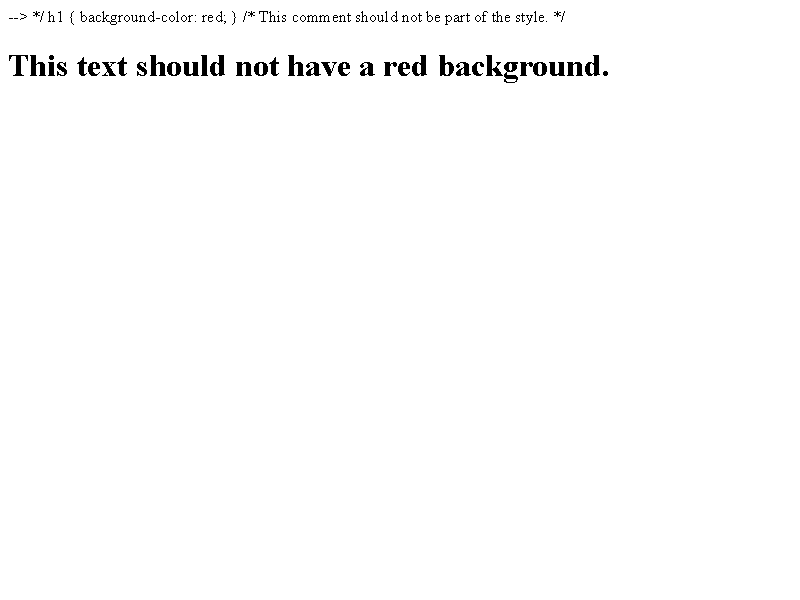 --> */ h1 { background-color: red; } /* This comment should not be part of the style. */
This text should not have a red background.